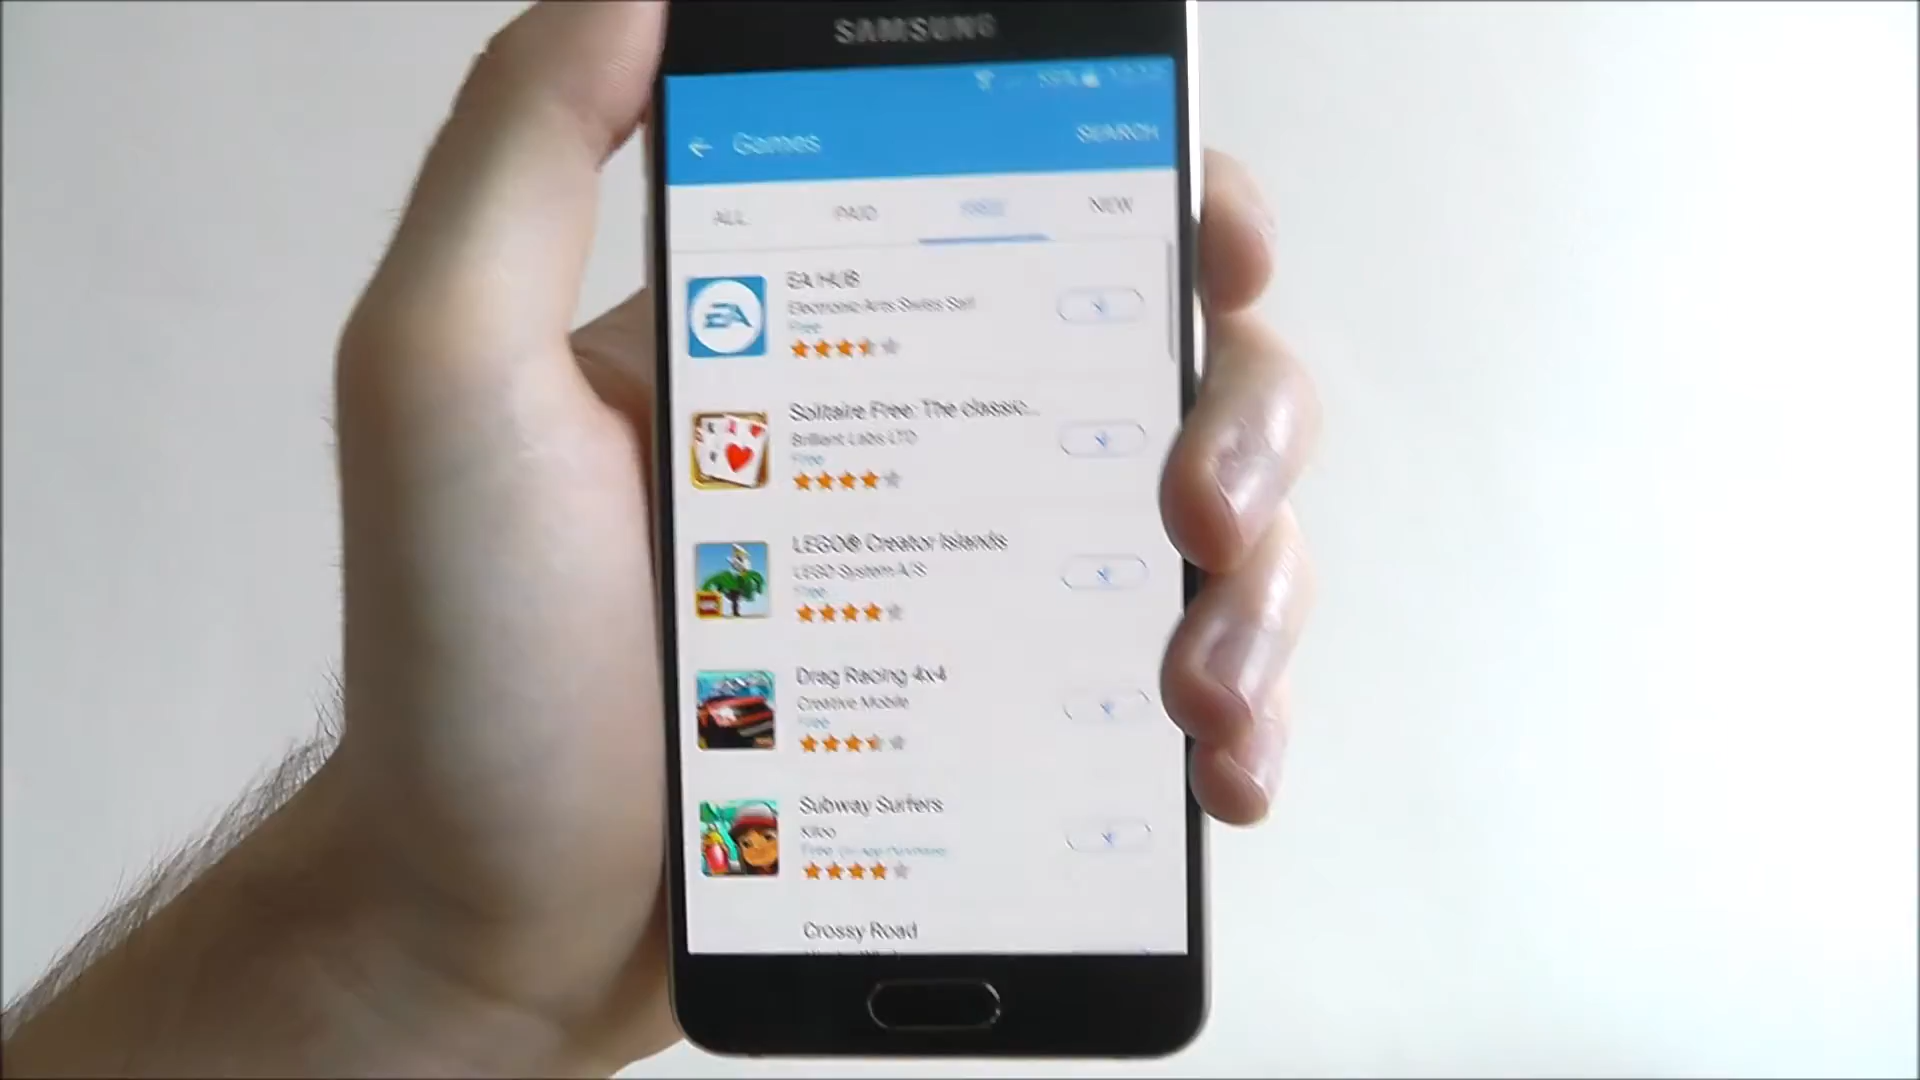 SAMSUNG
Games
SEARCH
ALL
PAID
FREE
NEW
EA HUB
Electronic Arts Swiss Sarl
Free
Solitaire Free: The classic...
Brilliant Labs LTD
Free
LEGO® Creator Islands
LEGO System A/S
Free
Drag Racing 4x4
Creative Mobile
Free
Subway Surfers
Kiloo
Free (In-app Purchase)
Crossy Road